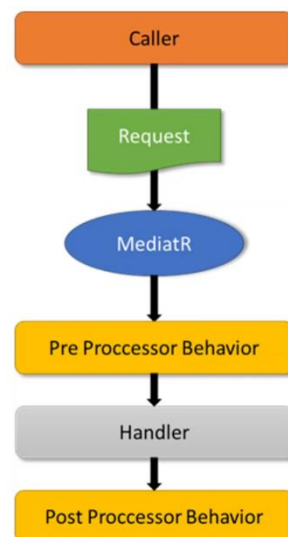 Caller
Request
MediatR
Pre Proccessor Behavior
Handler
Post Proccessor Behavior